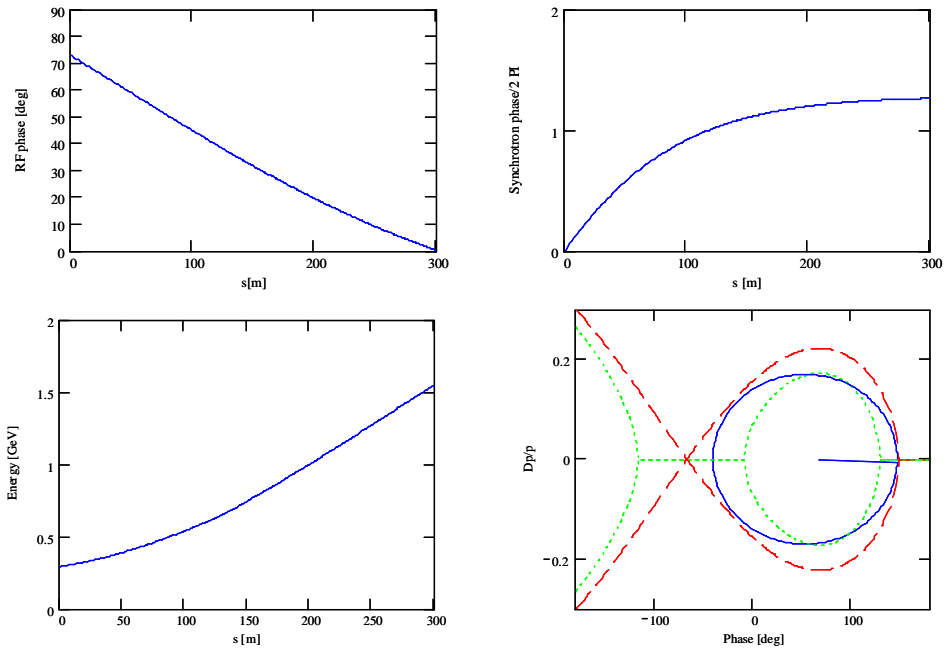 90
80
70
60
50
40
30
20
10
0
RF phase [deg]
0 100 200 300
s[m]
2
1
0
Synchrotron phase/2 PI
0 100 200 300
s [m]
2
1.5
1
0.5
0
Energy [GeV]
0 50 100 150 200 250 300
s [m]
0.2
0
−0.2
Dp/p
−100 0 100
Phase [deg]